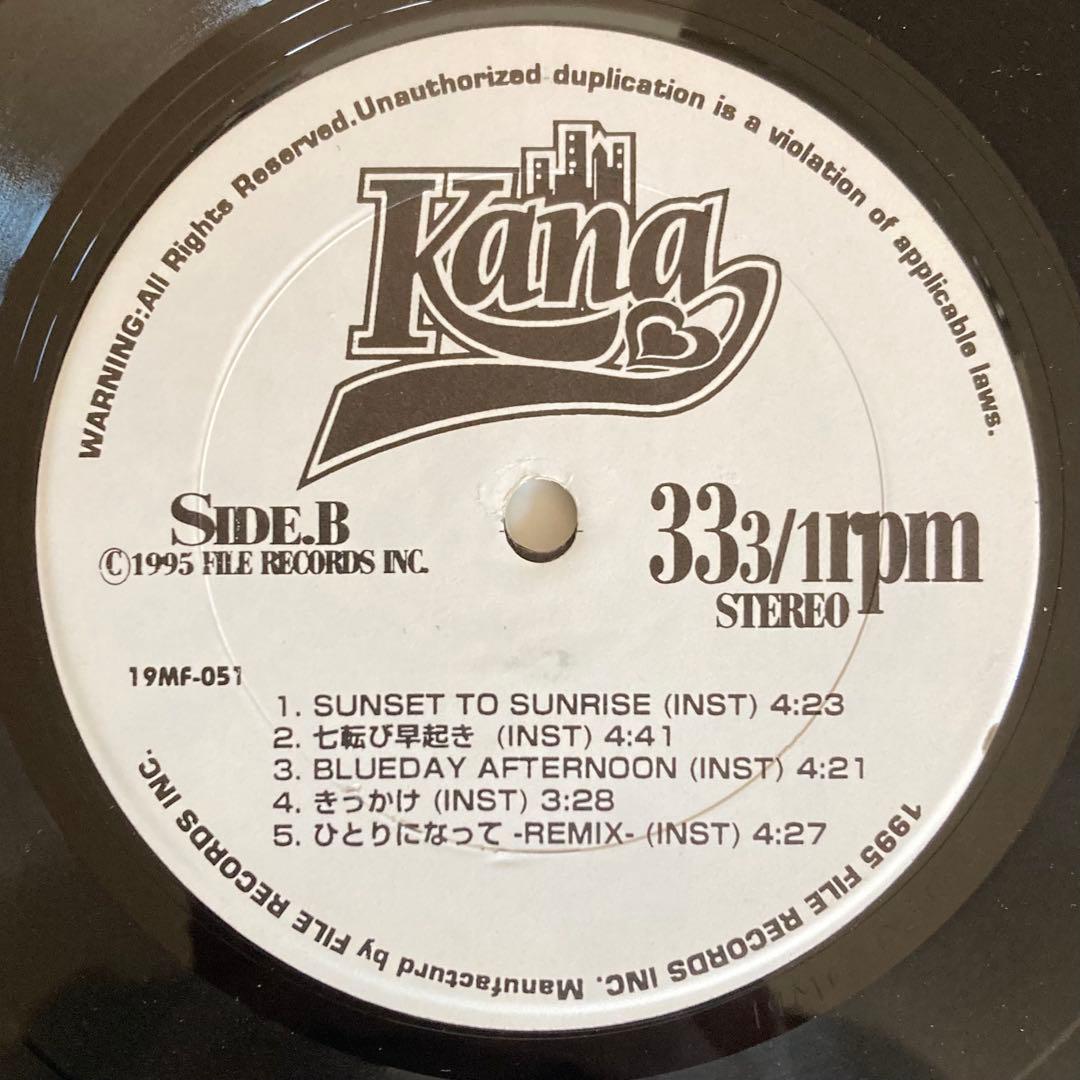 WARNING:All Rights Reserved.Unauthorized duplication is a violation of applicable laws.
Kana
SIDE.B
©1995 FILE RECORDS INC.
333/1rpm
STEREO
19MF-051
1. SUNSET TO SUNRISE (INST) 4:23
2. 七転び早起き (INST) 4:41
3. BLUEDAY AFTERNOON (INST) 4:21
4. きっかけ (INST) 3:28
5. ひとりになって -REMIX- (INST) 4:27
1995 FILE RECORDS INC. Manufacturd by FILE RECORDS INC.